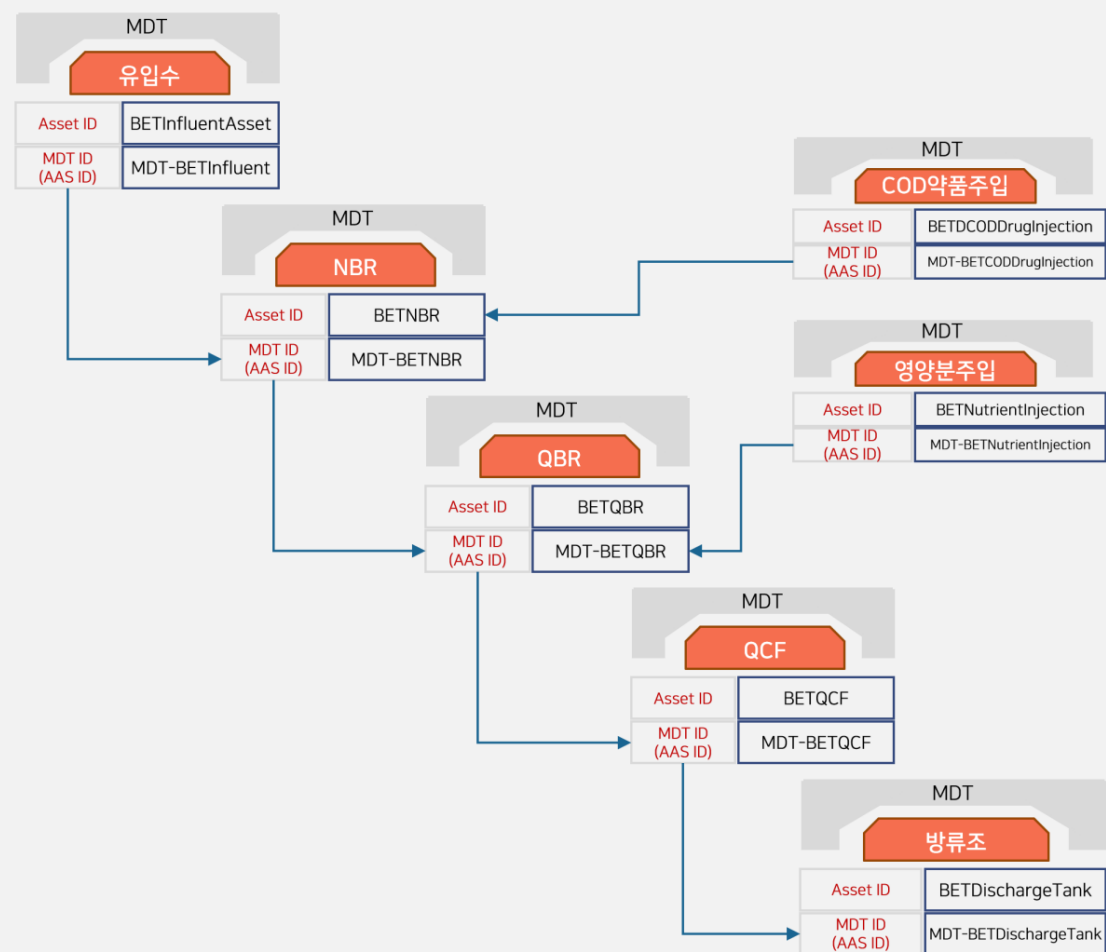 MDT
유입수
Asset ID
BETInfluentAsset
MDT ID
(AAS ID)
MDT-BETInfluent
MDT
COD약품주입
Asset ID
BETDCODDrugInjection
MDT ID
(AAS ID)
MDT-BETCODDrugInjection
MDT
NBR
Asset ID
BETNBR
MDT ID
(AAS ID)
MDT-BETNBR
MDT
영양분주입
Asset ID
BETNutrientInjection
MDT ID
(AAS ID)
MDT-BETNutrientInjection
MDT
QBR
Asset ID
BETQBR
MDT ID
(AAS ID)
MDT-BETQBR
MDT
QCF
Asset ID
BETQCF
MDT ID
(AAS ID)
MDT-BETQCF
MDT
방류조
Asset ID
BETDischargeTank
MDT ID
(AAS ID)
MDT-BETDischargeTank